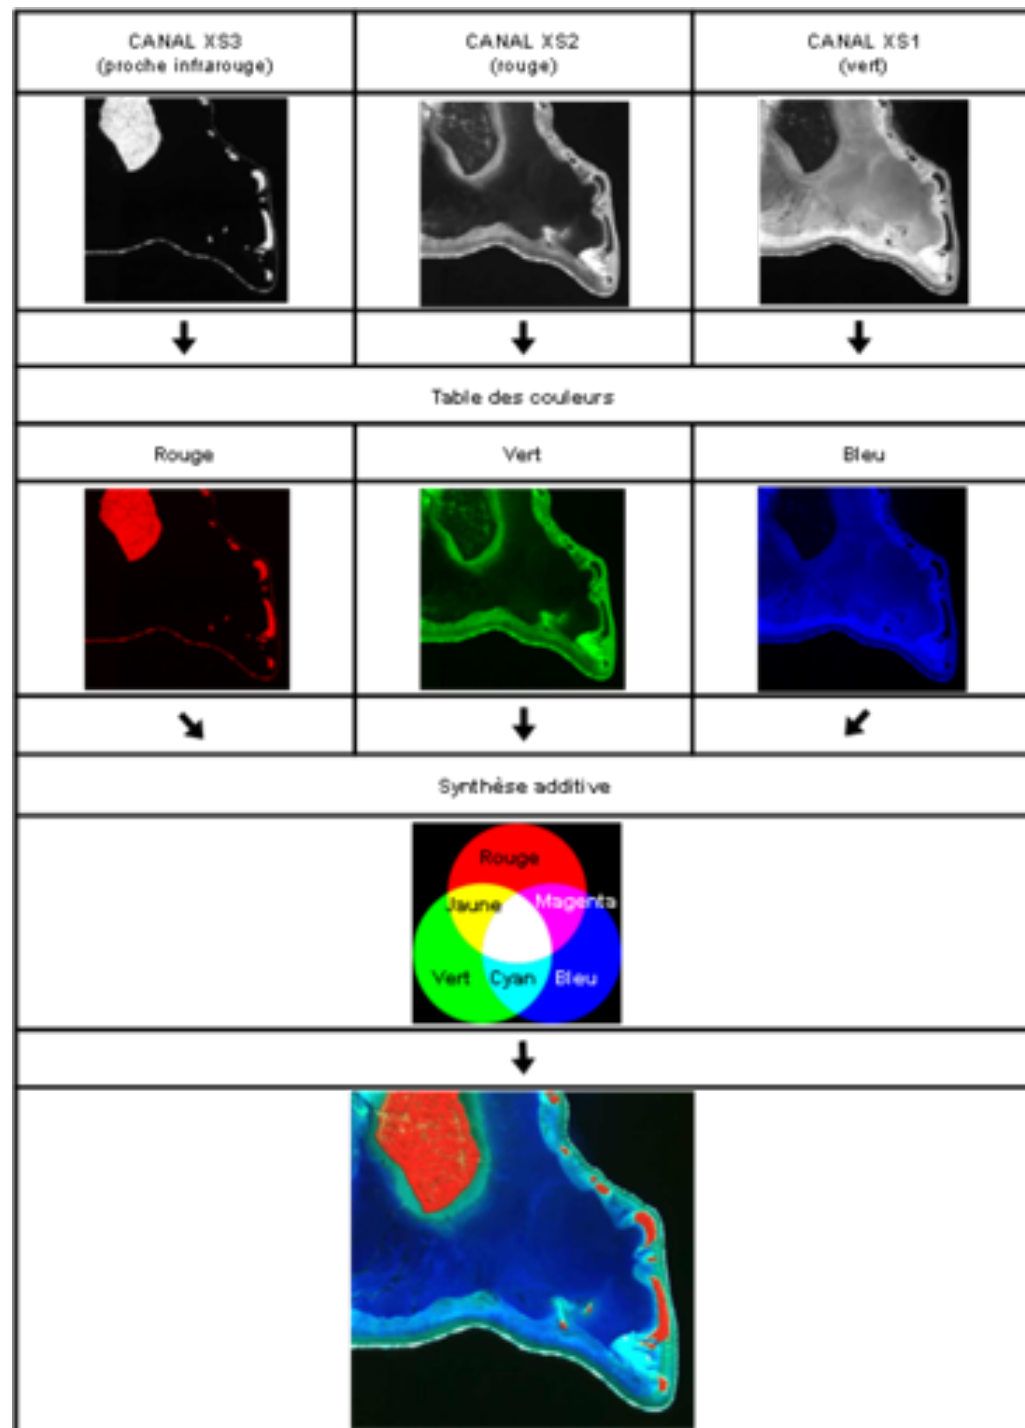 CANAL XS3
(proche infrarouge)
CANAL XS2
(rouge)
CANAL XS1
(vert)
Table des couleurs
Rouge
Vert
Bleu
Synthèse additive
Rouge
Jaune
Magenta
Vert
Cyan
Bleu